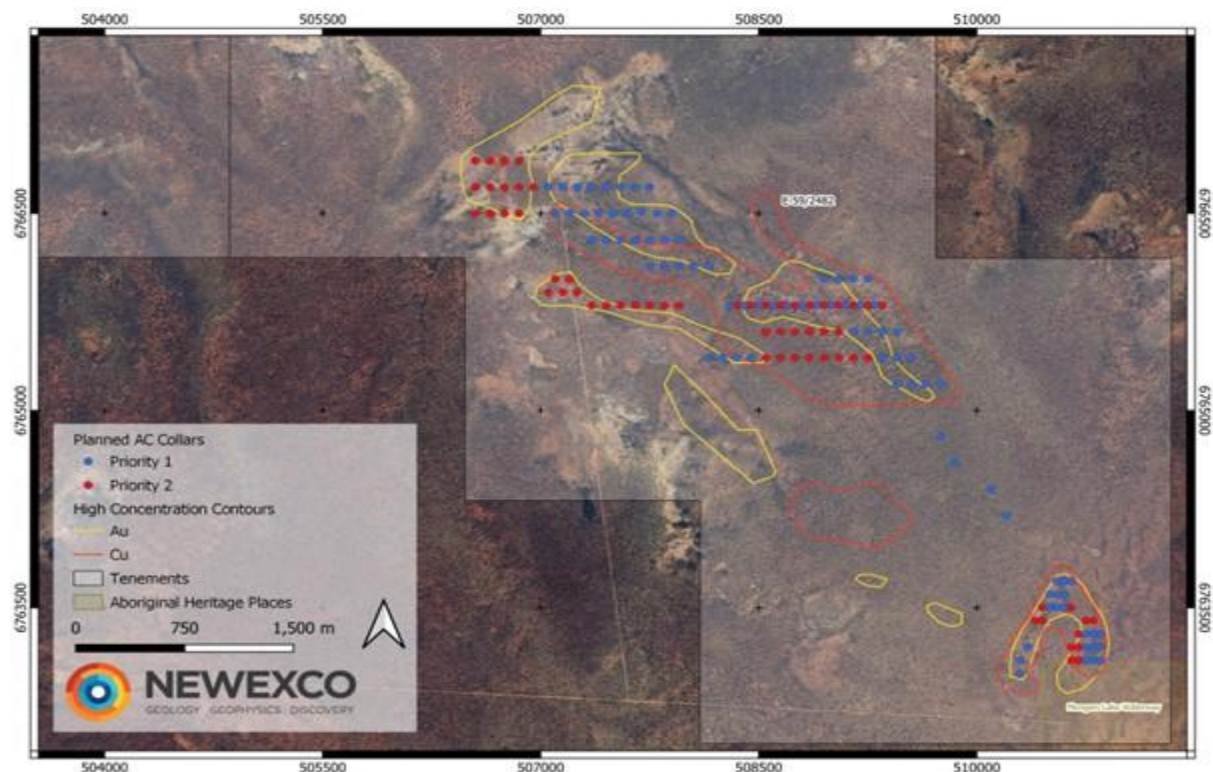 504000 505500 507000 508500 510000
6766500 6766500
E 59/2482
6765000 6765000
Planned AC Collars
Priority 1
Priority 2
High Concentration Contours
Au
Cu
Tenements
Aboriginal Heritage Places
6763500 6763500
0 750 1,500 m
NEWEXCO
GEOLOGY GEOPHYSICS DISCOVERY
504000 505500 507000 508500 510000